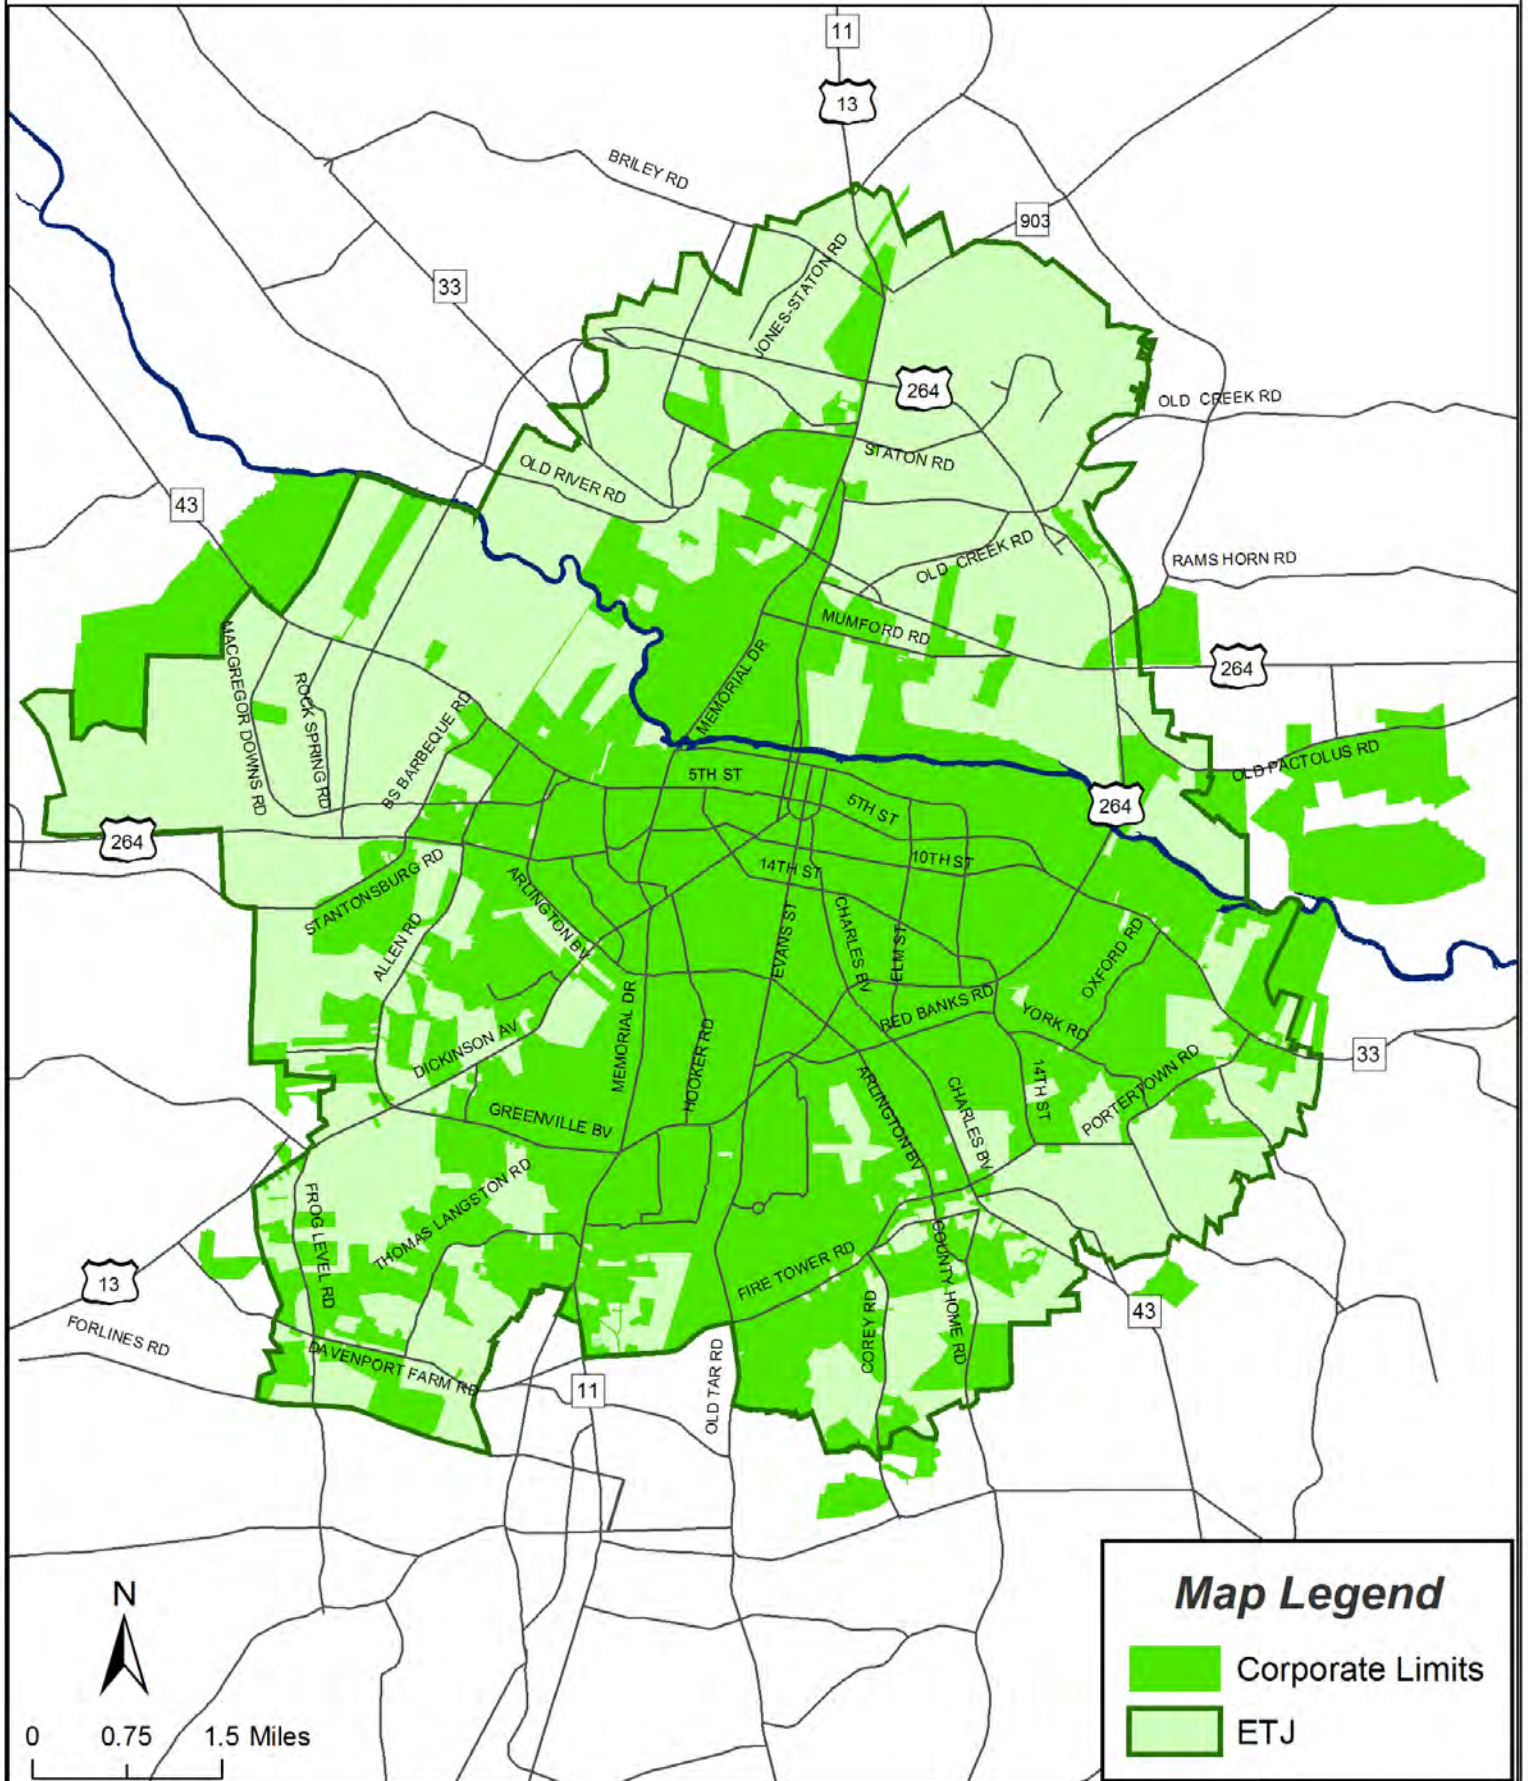 11
13
BRILEY RD
903
JONES-STATON RD
33
264
OLD CREEK RD
STATON RD
OLD RIVER RD
43
OLD CREEK RD
RAMS HORN RD
MUMFORD RD
MACGREGOR DOWNS RD
ROCK SPRING RD
BS BARBEQUE RD
MEMORIAL DR
264
OLD PACTOLUS RD
5TH ST
5TH ST
264
264
10TH ST
14TH ST
STANTONSBURG RD
ARLINGTON BV
ALLEN RD
EVANS ST
CHARLES BV
ELM ST
OXFORD RD
RED BANKS RD
YORK RD
MEMORIAL DR
HOOKER RD
DICKINSON AV
33
ARLINGTON BV
CHARLES BV
14TH ST
PORTERTOWN RD
GREENVILLE BV
THOMAS LANGSTON RD
FROG LEVEL RD
13
FIRE TOWER RD
COUNTY HOME RD
COREY RD
43
FORLINES RD
DAVENPORT FARM RD
11
OLD TAR RD
N
0 0.75 1.5 Miles
Map Legend
Corporate Limits
ETJ